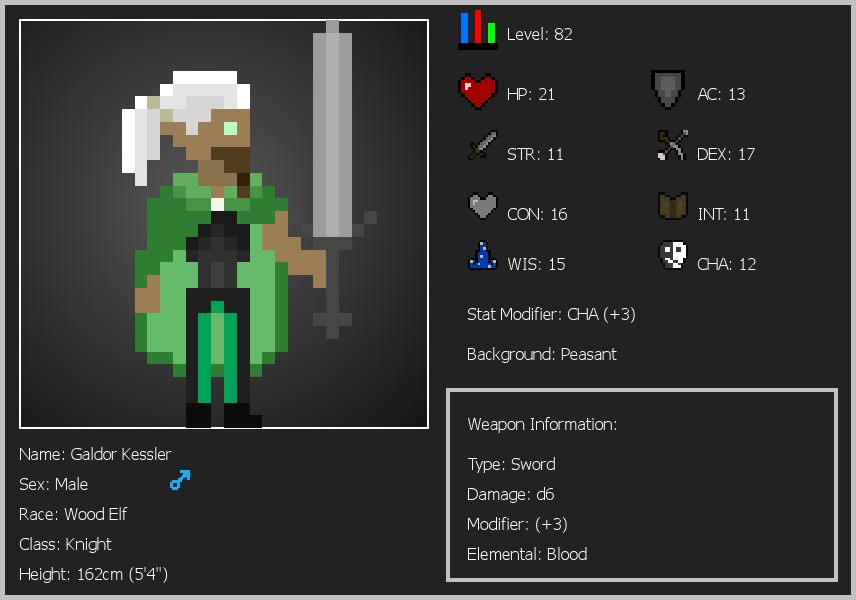 Level: 82
HP: 21
AC: 13
STR: 11
DEX: 17
CON: 16
INT: 11
WIS: 15
CHA: 12
Stat Modifier: CHA (+3)
Background: Peasant
Weapon Information:
Type: Sword
Damage: d6
Modifier: (+3)
Elemental: Blood
Name: Galdor Kessler
Sex: Male
Race: Wood Elf
Class: Knight
Height: 162cm (5'4")